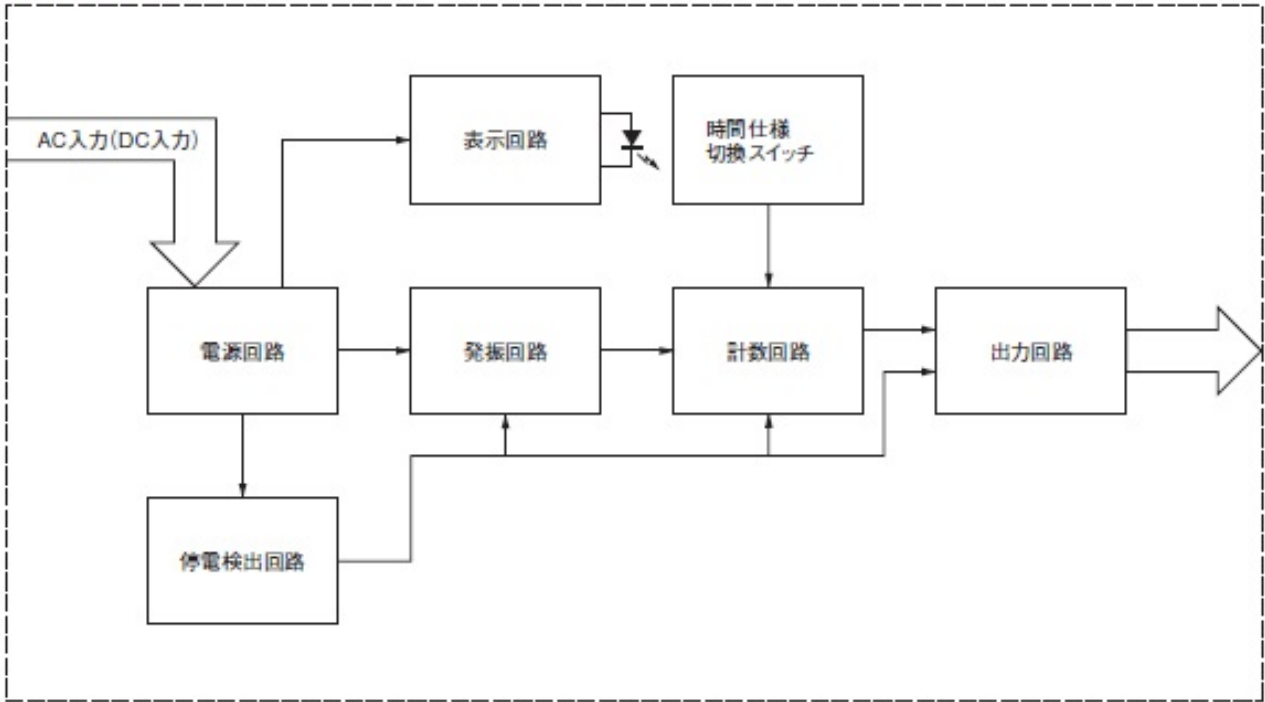 表示回路
時間仕様
切換スイッチ
AC入力(DC入力)
電源回路
発振回路
計数回路
出力回路
停電検出回路